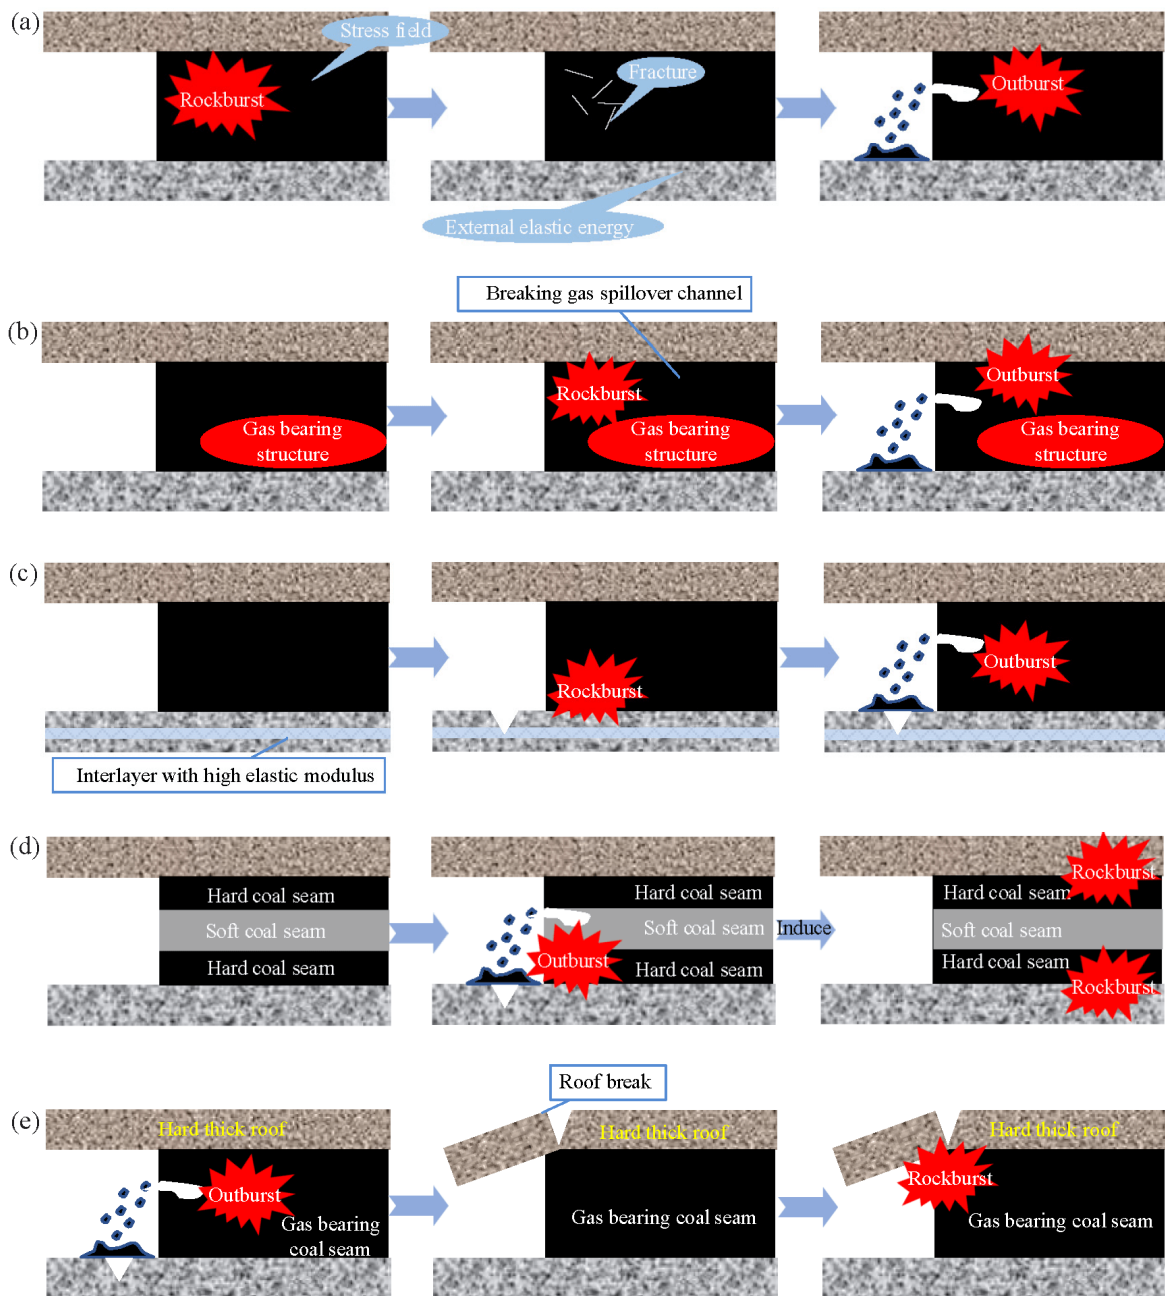 (a)
Stress field
Rockburst
Fracture
External elastic energy
Outburst
Breaking gas spillover channel
(b)
Gas bearing
structure
Rockburst
Gas bearing
structure
Outburst
Gas bearing
structure
(c)
Interlayer with high elastic modulus
Rockburst
Outburst
(d)
Hard coal seam
Soft coal seam
Hard coal seam
Hard coal seam
Soft coal seam
Outburst
Hard coal seam
Induce
Rockburst
Hard coal seam
Soft coal seam
Hard coal seam
Rockburst
(e)
Hard thick roof
Outburst
Gas bearing
coal seam
Roof break
Hard thick roof
Gas bearing coal seam
Hard thick roof
Rockburst
Gas bearing coal seam